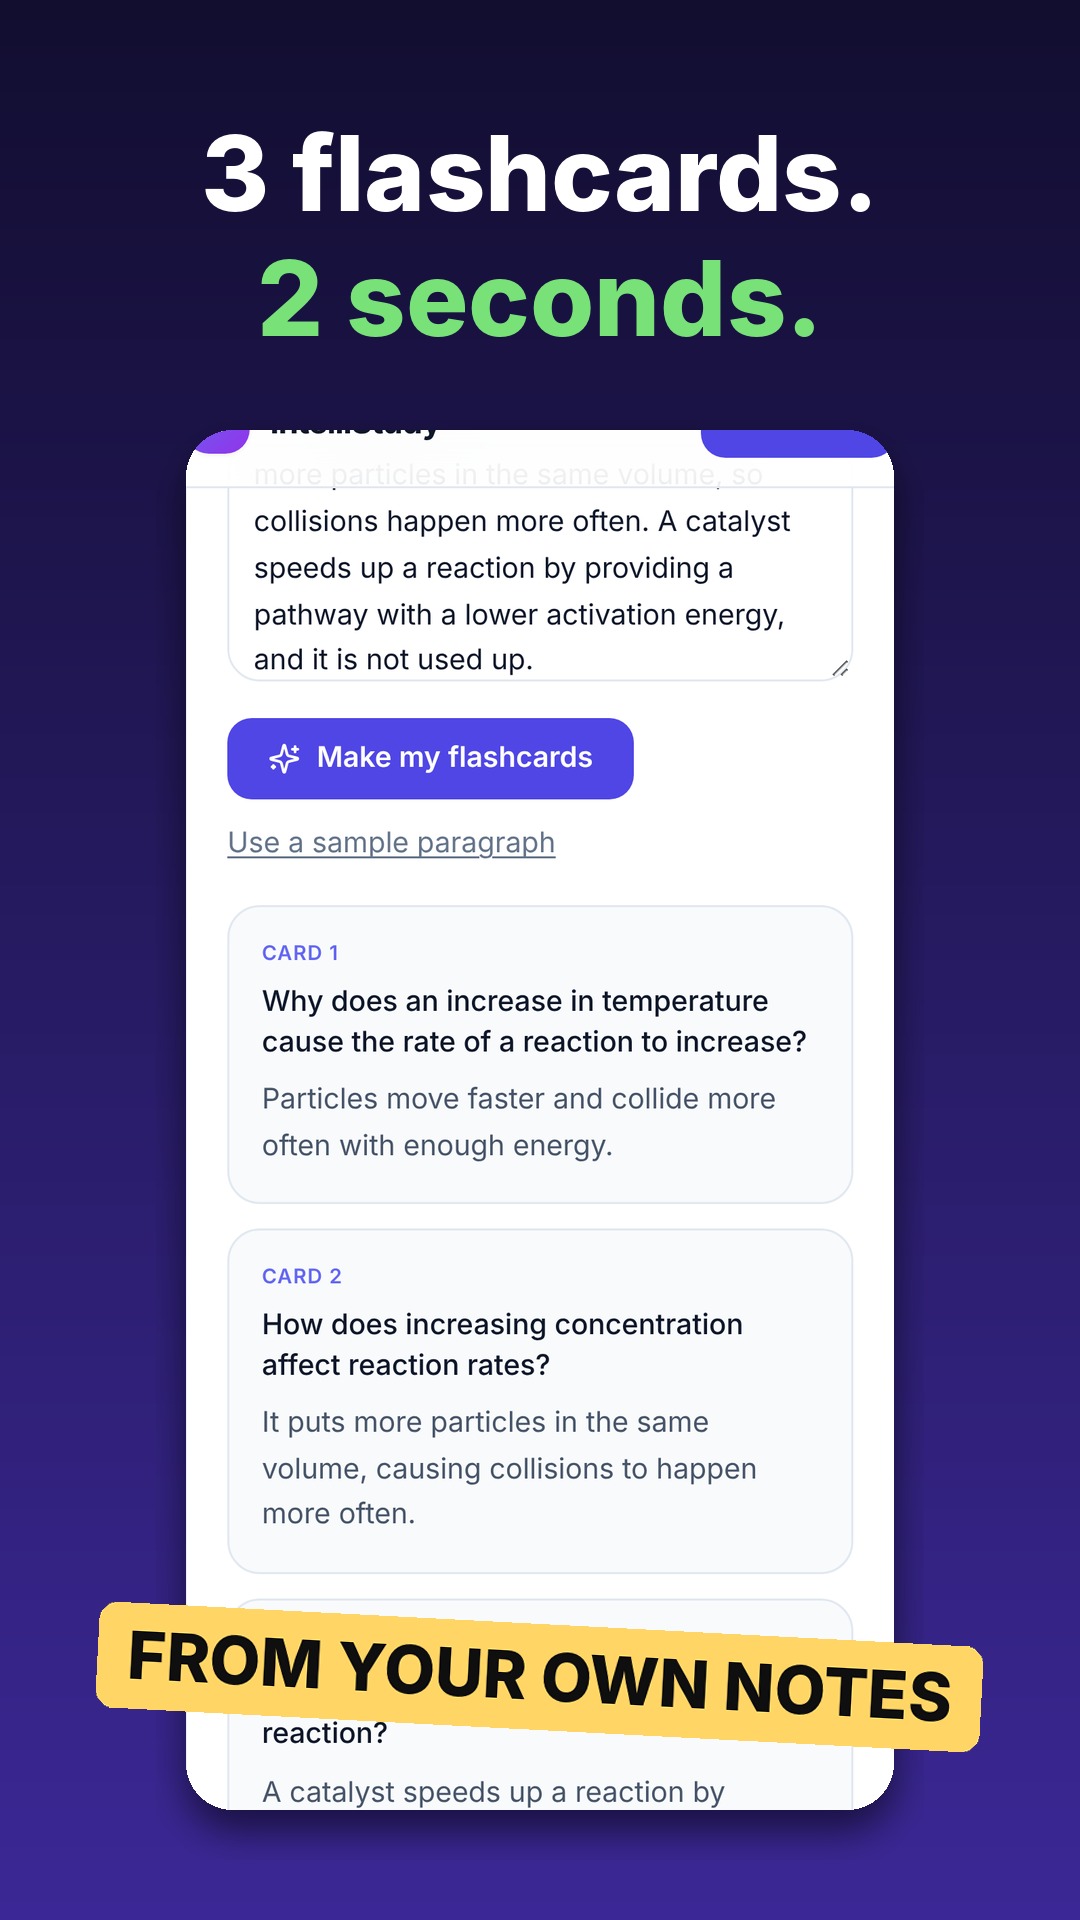 3 flashcards.
2 seconds.
IntelliStudy
more particles in the same volume, so
collisions happen more often. A catalyst
speeds up a reaction by providing a
pathway with a lower activation energy,
and it is not used up.
Make my flashcards
Use a sample paragraph
CARD 1
Why does an increase in temperature
cause the rate of a reaction to increase?
Particles move faster and collide more
often with enough energy.
CARD 2
How does increasing concentration
affect reaction rates?
It puts more particles in the same
volume, causing collisions to happen
more often.
FROM YOUR OWN NOTES
reaction?
A catalyst speeds up a reaction by